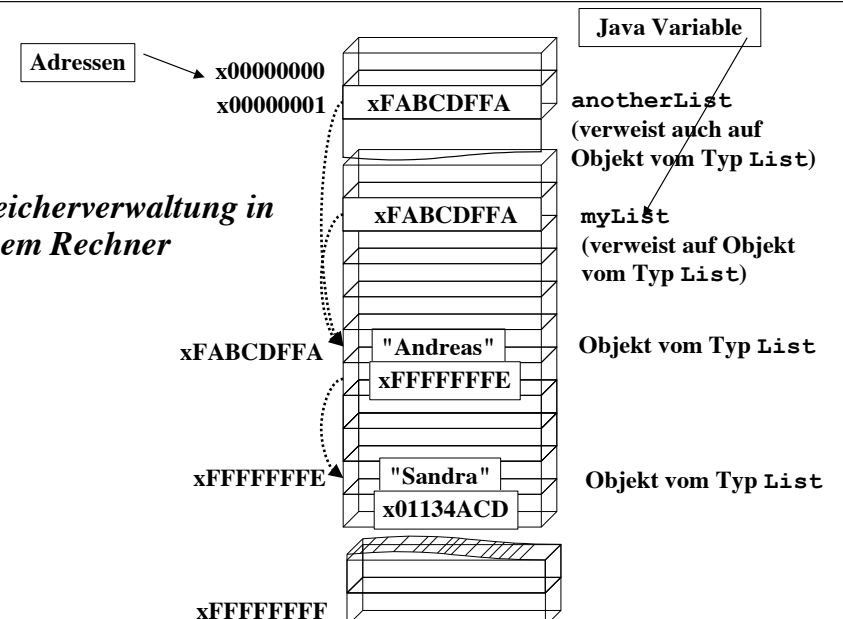 Java Variable
Adressen
x00000000
x00000001
xFABCDFFA
anotherList
(verweist auch auf
Objekt vom Typ List)
eicherverwaltung in
em Rechner
xFABCDFFA
myList
(verweist auf Objekt
vom Typ List)
xFABCDFFA
"Andreas"
Objekt vom Typ List
xFFFFFFFE
xFFFFFFFE
"Sandra"
Objekt vom Typ List
x01134ACD
xFFFFFFFF